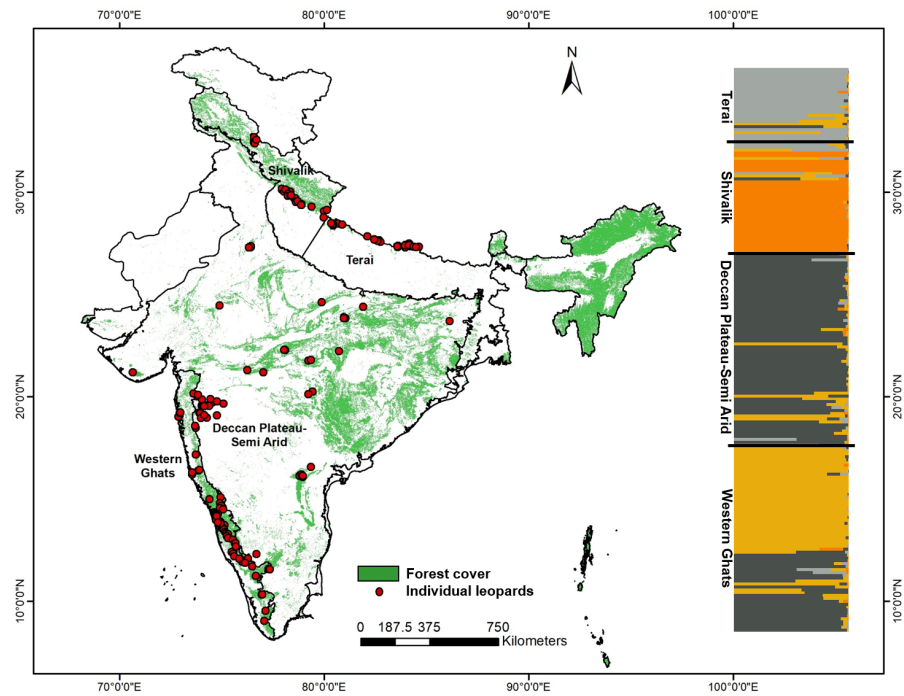 70°0'0"E 80°0'0"E 90°0'0"E 100°0'0"E
N
30°0'0"N
20°0'0"N
10°0'0"N
30°0'0"N
20°0'0"N
10°0'0"N
Shivalik
Terai
Deccan Plateau-
Semi Arid
Western
Ghats
Forest cover
Individual leopards
0 187.5 375 750
Kilometers
Terai
Shivalik
Deccan Plateau-Semi Arid
Western Ghats
70°0'0"E 80°0'0"E 90°0'0"E 100°0'0"E